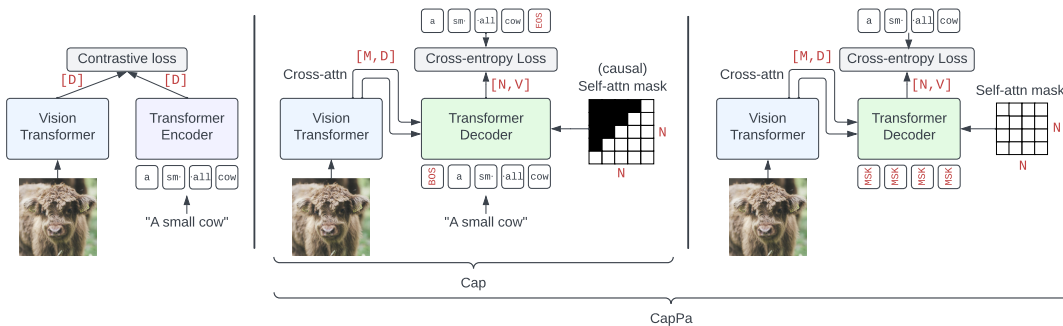 Contrastive loss
[D]
[D]
Vision
Transformer
Transformer
Encoder
a
sm·
·all
cow
"A small cow"
a
sm·
·all
cow
EOS
Cross-entropy Loss
[M,D]
Cross-attn
[N,V]
Vision
Transformer
Transformer
Decoder
(causal)
Self-attn mask
N
N
BOS
a
sm·
·all
cow
"A small cow"
Cap
a
sm·
·all
cow
Cross-entropy Loss
[M,D]
Cross-attn
[N,V]
Vision
Transformer
Transformer
Decoder
Self-attn mask
N
N
MSK
MSK
MSK
MSK
CapPa